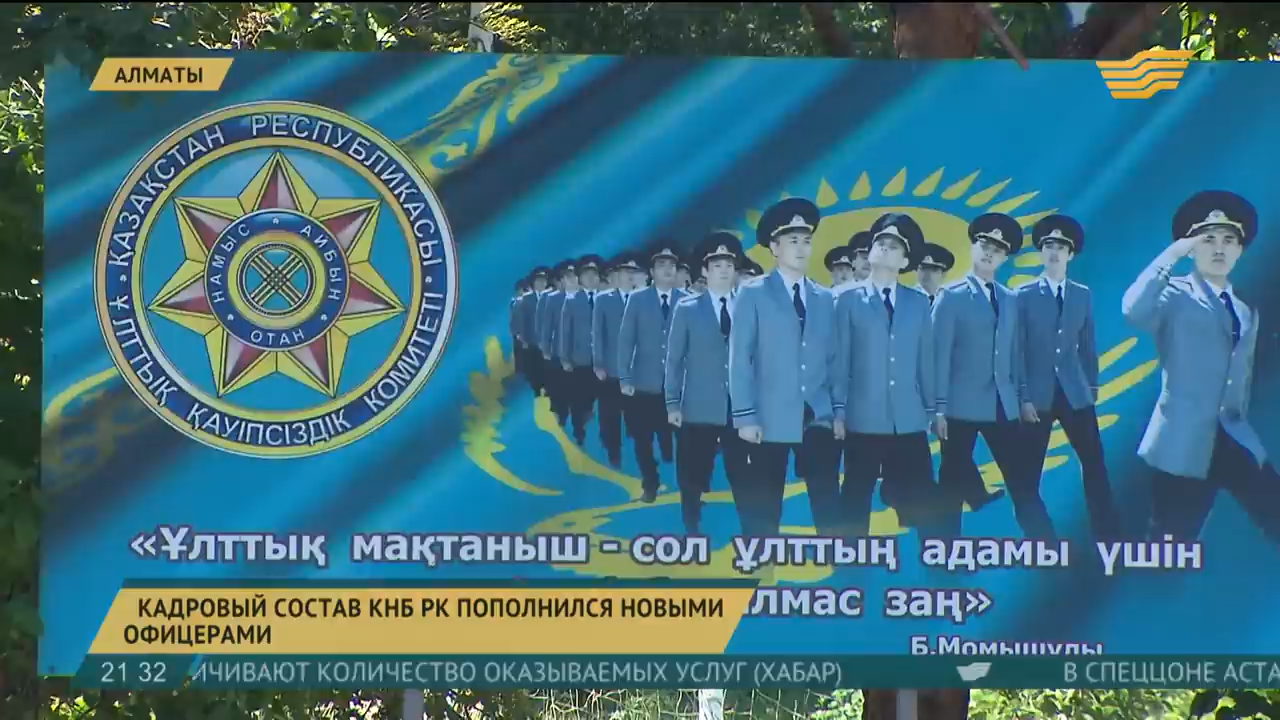 АЛМАТЫ
ҚАЗАҚСТАН РЕСПУБЛИКАСЫ
ҰЛТТЫҚ ҚАУІПСІЗДІК КОМИТЕТІ
НАМЫС АЙБЫН
ОТАН
«Ұлттық мақтаныш - сол ұлттың адамы үшін
заң»
Б.Момышұлы
КАДРОВЫЙ СОСТАВ КНБ РК ПОПОЛНИЛСЯ НОВЫМИ
ОФИЦЕРАМИ
21 32 ИЧИВАЮТ КОЛИЧЕСТВО ОКАЗЫВАЕМЫХ УСЛУГ (ХАБАР) В СПЕЦЦОНЕ АСТА